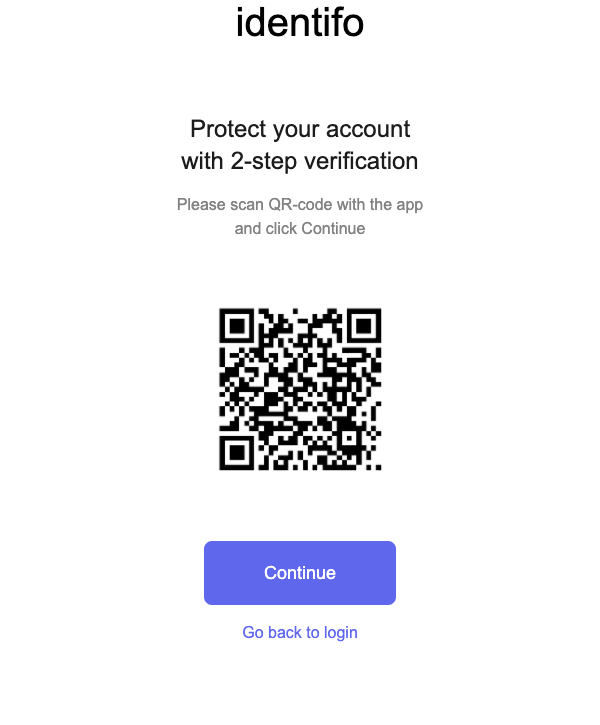 identifo
Protect your account
with 2-step verification
Please scan QR-code with the app
and click Continue
Continue
Go back to login